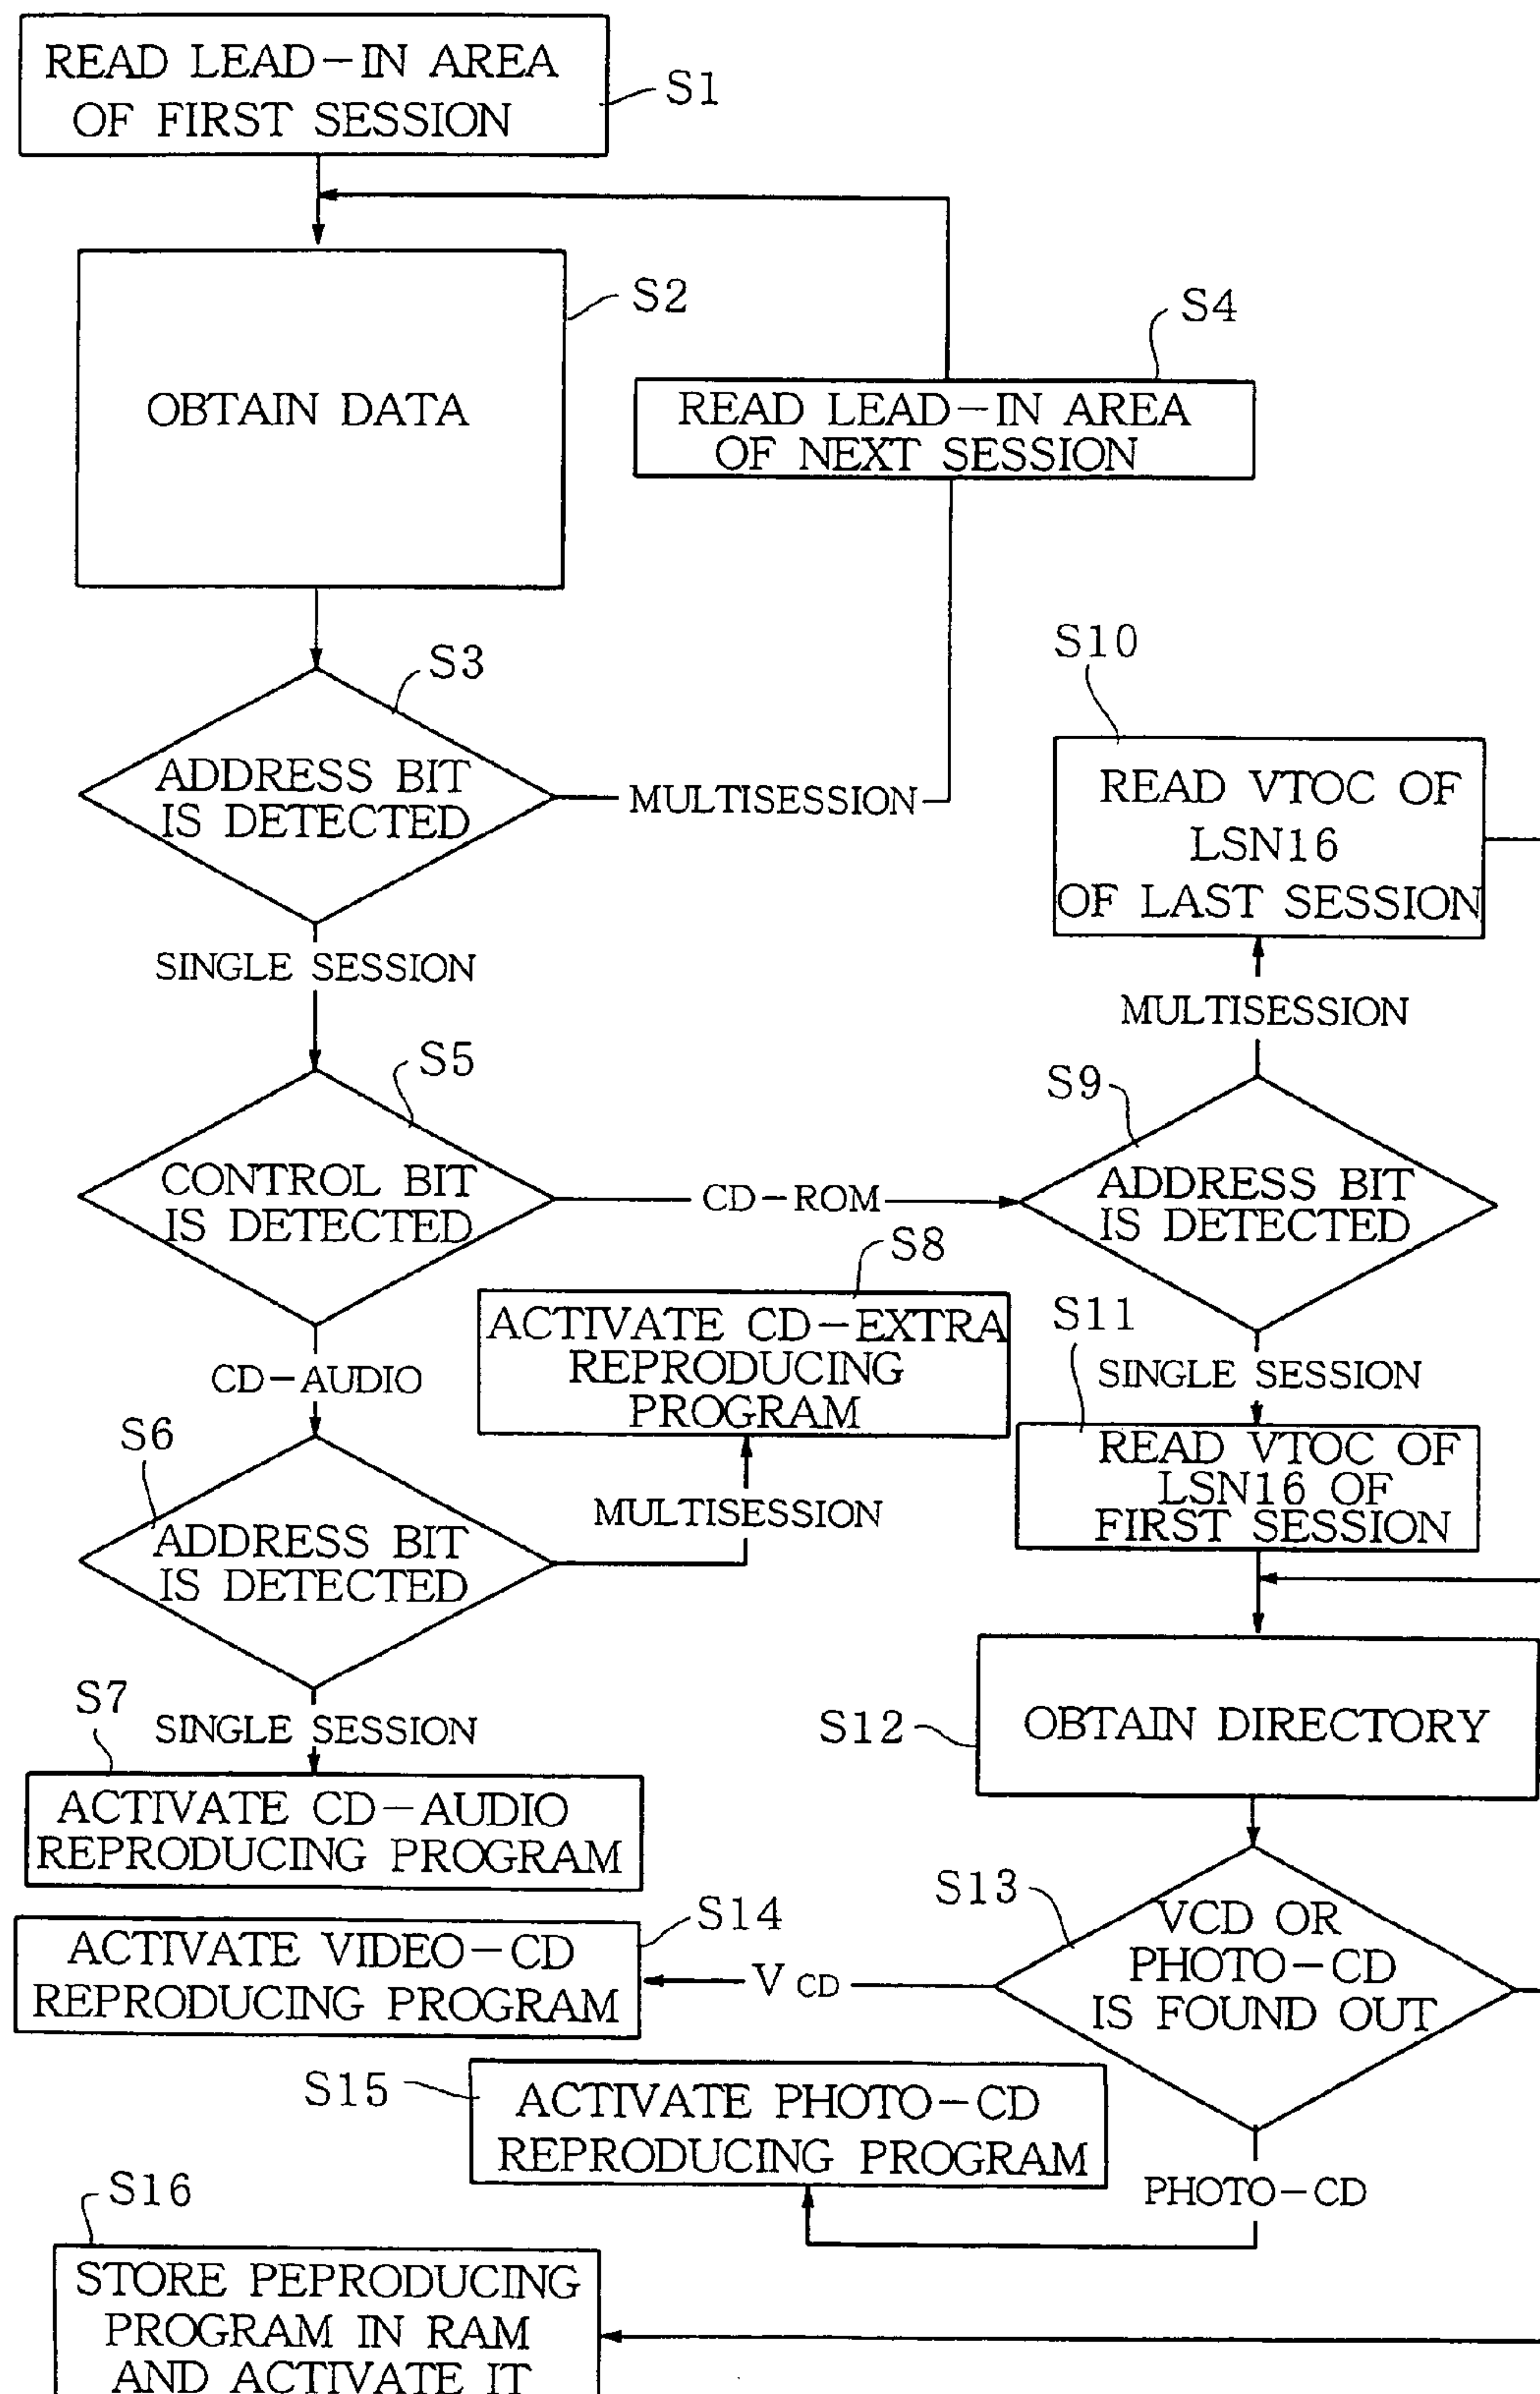 READ LEAD-IN AREA
OF FIRST SESSION
S1
S2
OBTAIN DATA
S4
READ LEAD-IN AREA
OF NEXT SESSION
S3
ADDRESS BIT
IS DETECTED
MULTISESSION
SINGLE SESSION
S10
READ VTOC OF
LSN16
OF LAST SESSION
MULTISESSION
S5
CONTROL BIT
IS DETECTED
CD-ROM
S9
ADDRESS BIT
IS DETECTED
S8
ACTIVATE CD-EXTRA
REPRODUCING
PROGRAM
CD-AUDIO
S11
SINGLE SESSION
READ VTOC OF
LSN16 OF
FIRST SESSION
S6
ADDRESS BIT
IS DETECTED
MULTISESSION
S7
SINGLE SESSION
ACTIVATE CD-AUDIO
REPRODUCING PROGRAM
S12
OBTAIN DIRECTORY
S13
VCD OR
PHOTO-CD
IS FOUND OUT
S14
ACTIVATE VIDEO-CD
REPRODUCING PROGRAM
V CD
S15
ACTIVATE PHOTO-CD
REPRODUCING PROGRAM
PHOTO-CD
S16
STORE PEPRODUCING
PROGRAM IN RAM
AND ACTIVATE IT